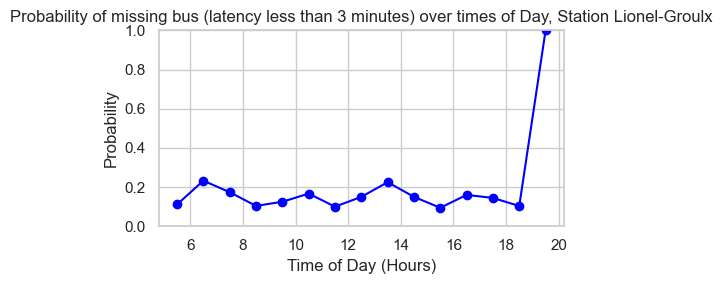 Probability of missing bus (latency less than 3 minutes) over times of Day, Station Lionel-Groulx
1.0
0.8
0.6
0.4
0.2
0.0
Probability
6 8 10 12 14 16 18 20
Time of Day (Hours)